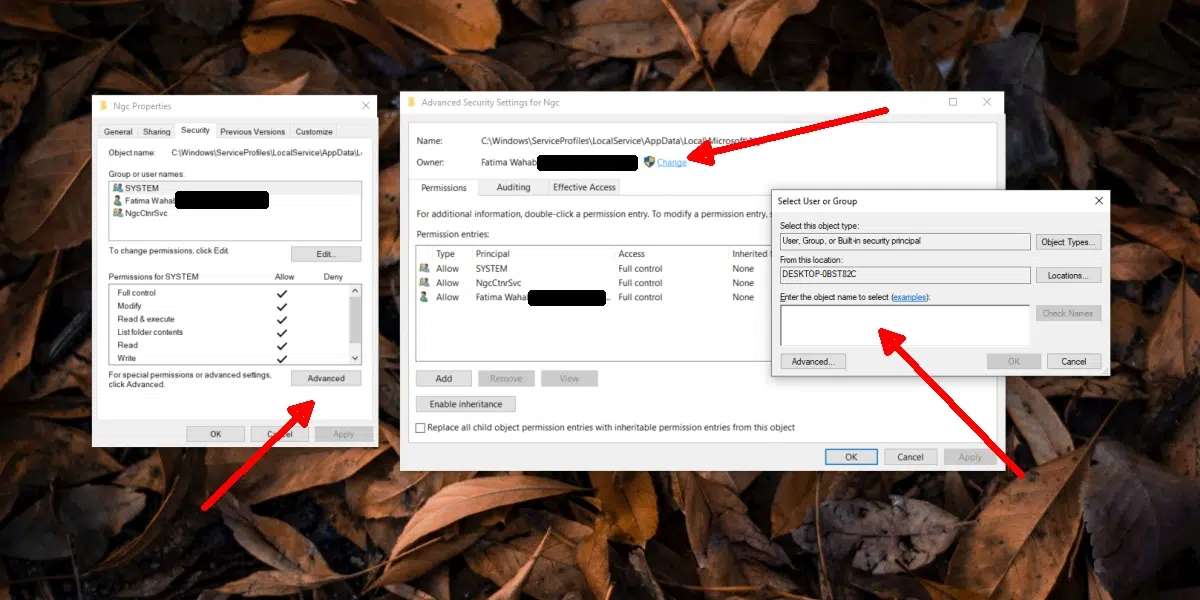 Ngc Properties
General Sharing Security Previous Versions Customize
Object name: C:\Windows\ServiceProfiles\LocalService\AppData\L
Group or user names:
SYSTEM
Fatima Wahab
NgcCtnrSvc
To change permissions, click Edit.
Edit...
Permissions for SYSTEM Allow Deny
Full control
Modify
Read & execute
List folder contents
Read
Write
For special permissions or advanced settings,
click Advanced.
Advanced
OK Cancel Apply
Advanced Security Settings for Ngc
Name: C:\Windows\ServiceProfiles\LocalService\AppData\Local\Microsoft\
Owner: Fatima Wahab Change
Permissions Auditing Effective Access
For additional information, double-click a permission entry. To modify a permission entry,
Permission entries:
Type Principal Access Inherited
Allow SYSTEM Full control None
Allow NgcCtnrSvc Full control None
Allow Fatima Waha Full control None
Add Remove View
Enable inheritance
Replace all child object permission entries with inheritable permission entries from this object
OK Cancel Apply
Select User or Group
Select this object type:
User, Group, or Built-in security principal Object Types...
From this location:
DESKTOP-0BST82C Locations...
Enter the object name to select (examples):
Check Names
Advanced... OK Cancel